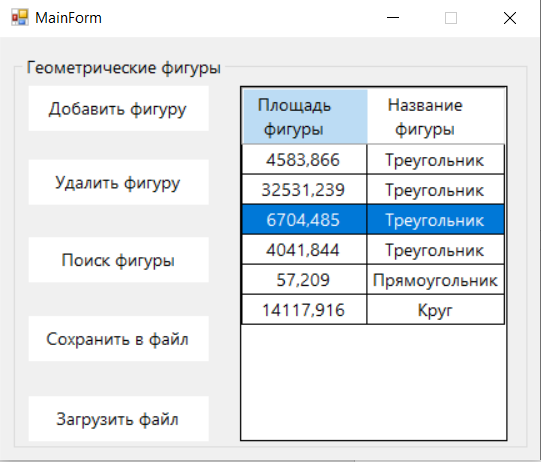 MainForm
Геометрические фигуры
Добавить фигуру
Удалить фигуру
Поиск фигуры
Сохранить в файл
Загрузить файл
Площадь фигуры Название фигуры
4583,866 Треугольник
32531,239 Треугольник
6704,485 Треугольник
4041,844 Треугольник
57,209 Прямоугольник
14117,916 Круг